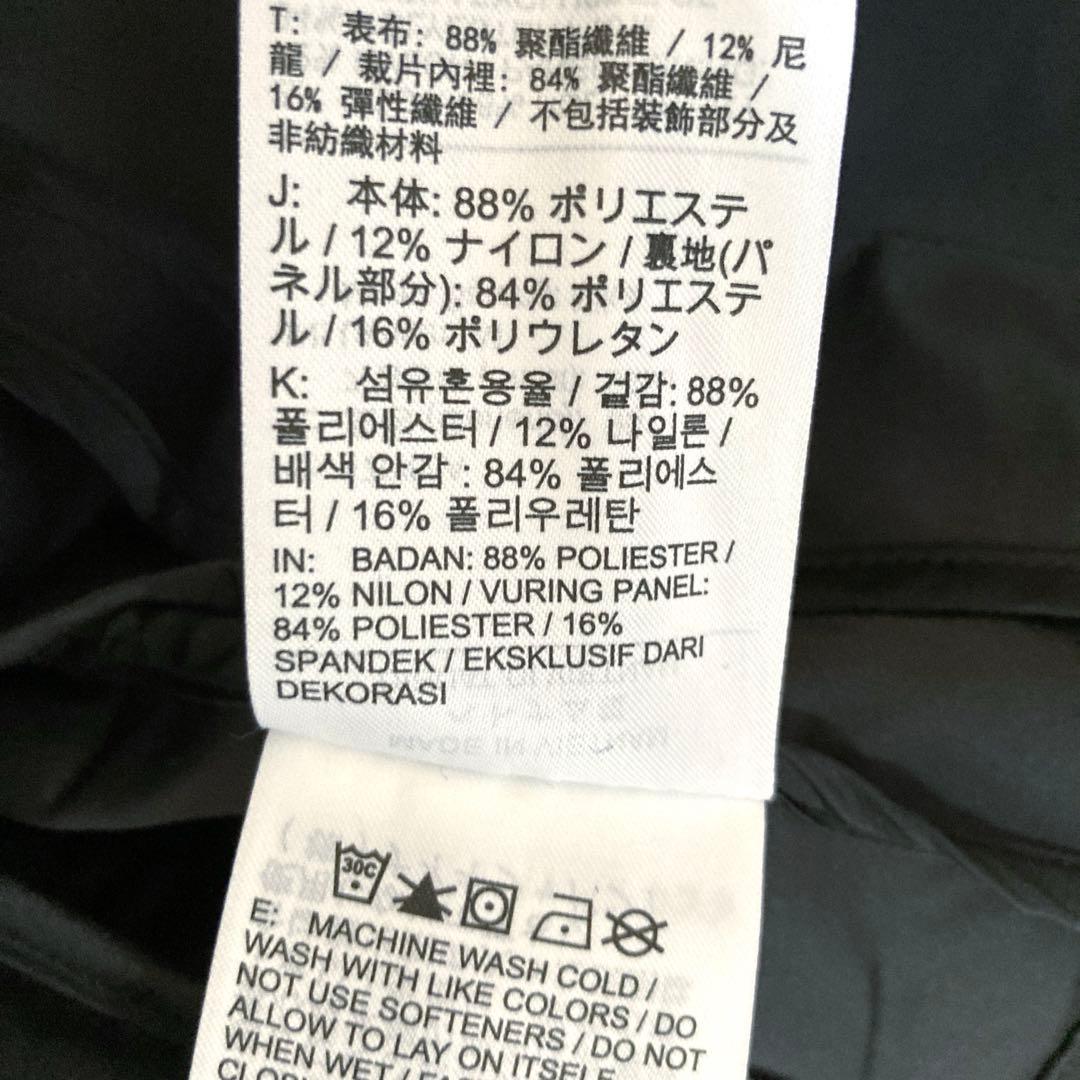 T: 表布: 88% 聚酯纖維 / 12% 尼
龍 / 裁片內裡: 84% 聚酯纖維 /
16% 彈性纖維 / 不包括裝飾部分及
非紡織材料
J: 本体: 88% ポリエステ
ル / 12% ナイロン / 裏地(パ
ネル部分): 84% ポリエステ
ル / 16% ポリウレタン
K: 섬유혼용율 / 겉감: 88%
폴리에스터 / 12% 나일론 /
배색 안감 : 84% 폴리에스
터 / 16% 폴리우레탄
IN: BADAN: 88% POLIESTER /
12% NILON / VURING PANEL:
84% POLIESTER / 16%
SPANDEK / EKSKLUSIF DARI
DEKORASI
MADE IN VIETNAM
30C
E: MACHINE WASH COLD /
WASH WITH LIKE COLORS / DO
NOT USE SOFTENERS / DO NOT
ALLOW TO LAY ON ITSELF
WHEN WET /